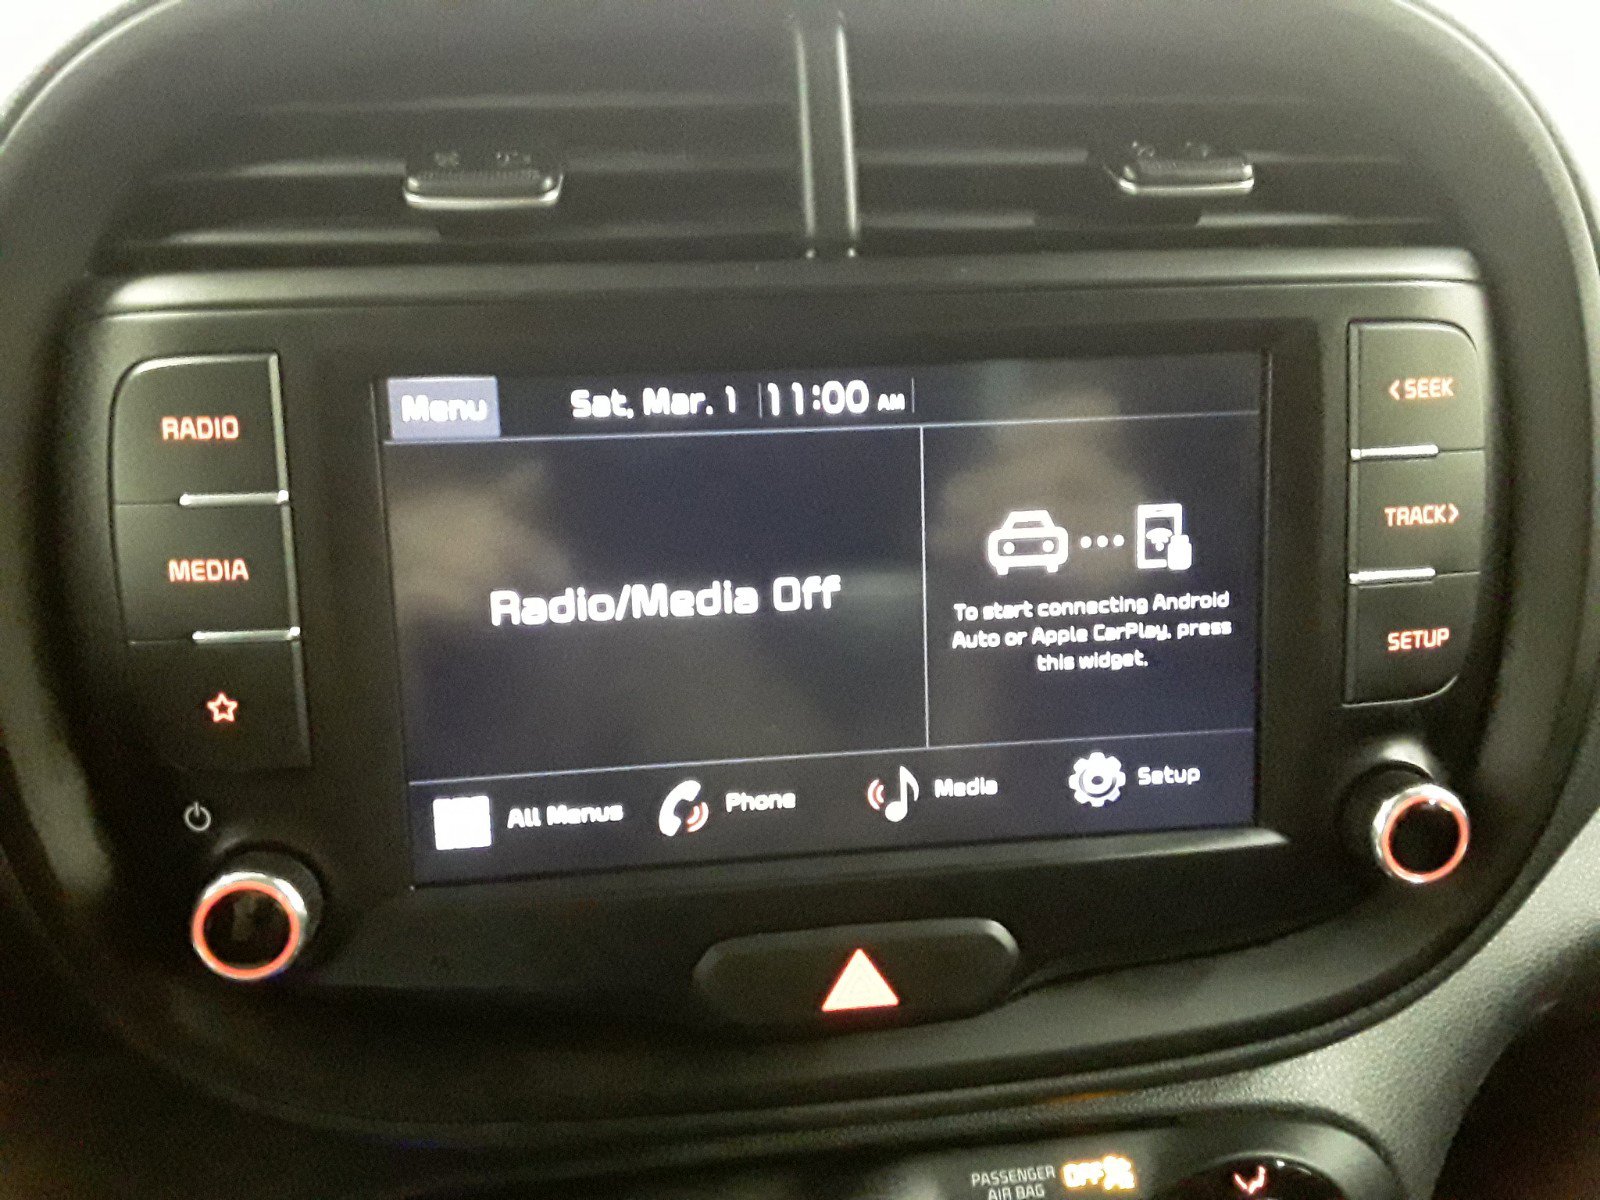 RADIO
MEDIA
Menu
Sat, Mar. 1
11:00 AM
Radio/Media Off
To start connecting Android
Auto or Apple CarPlay, press
this widget.
All Menus
Phone
Media
Setup
< SEEK
TRACK >
SETUP
PASSENGER
AIR BAG
OFF